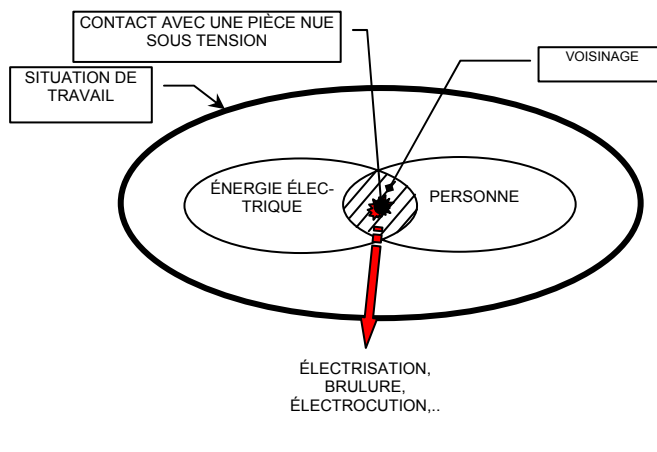 CONTACT AVEC UNE PIÈCE NUE
SOUS TENSION
VOISINAGE
SITUATION DE
TRAVAIL
ÉNERGIE ÉLEC-
TRIQUE
PERSONNE
ÉLECTRISATION,
BRULURE,
ÉLECTROCUTION,..